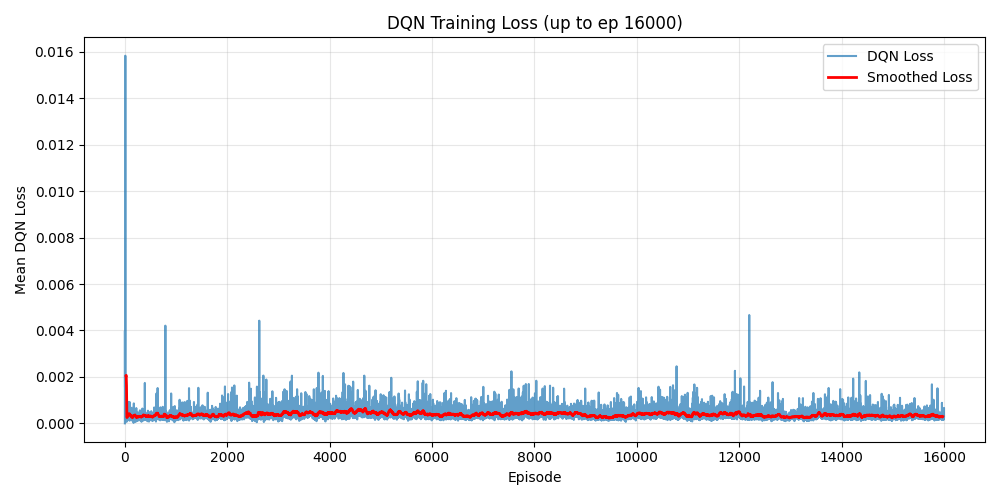 DQN Training Loss (up to ep 16000)
DQN Loss
Smoothed Loss
Mean DQN Loss
0.016
0.014
0.012
0.010
0.008
0.006
0.004
0.002
0.000
0 2000 4000 6000 8000 10000 12000 14000 16000
Episode